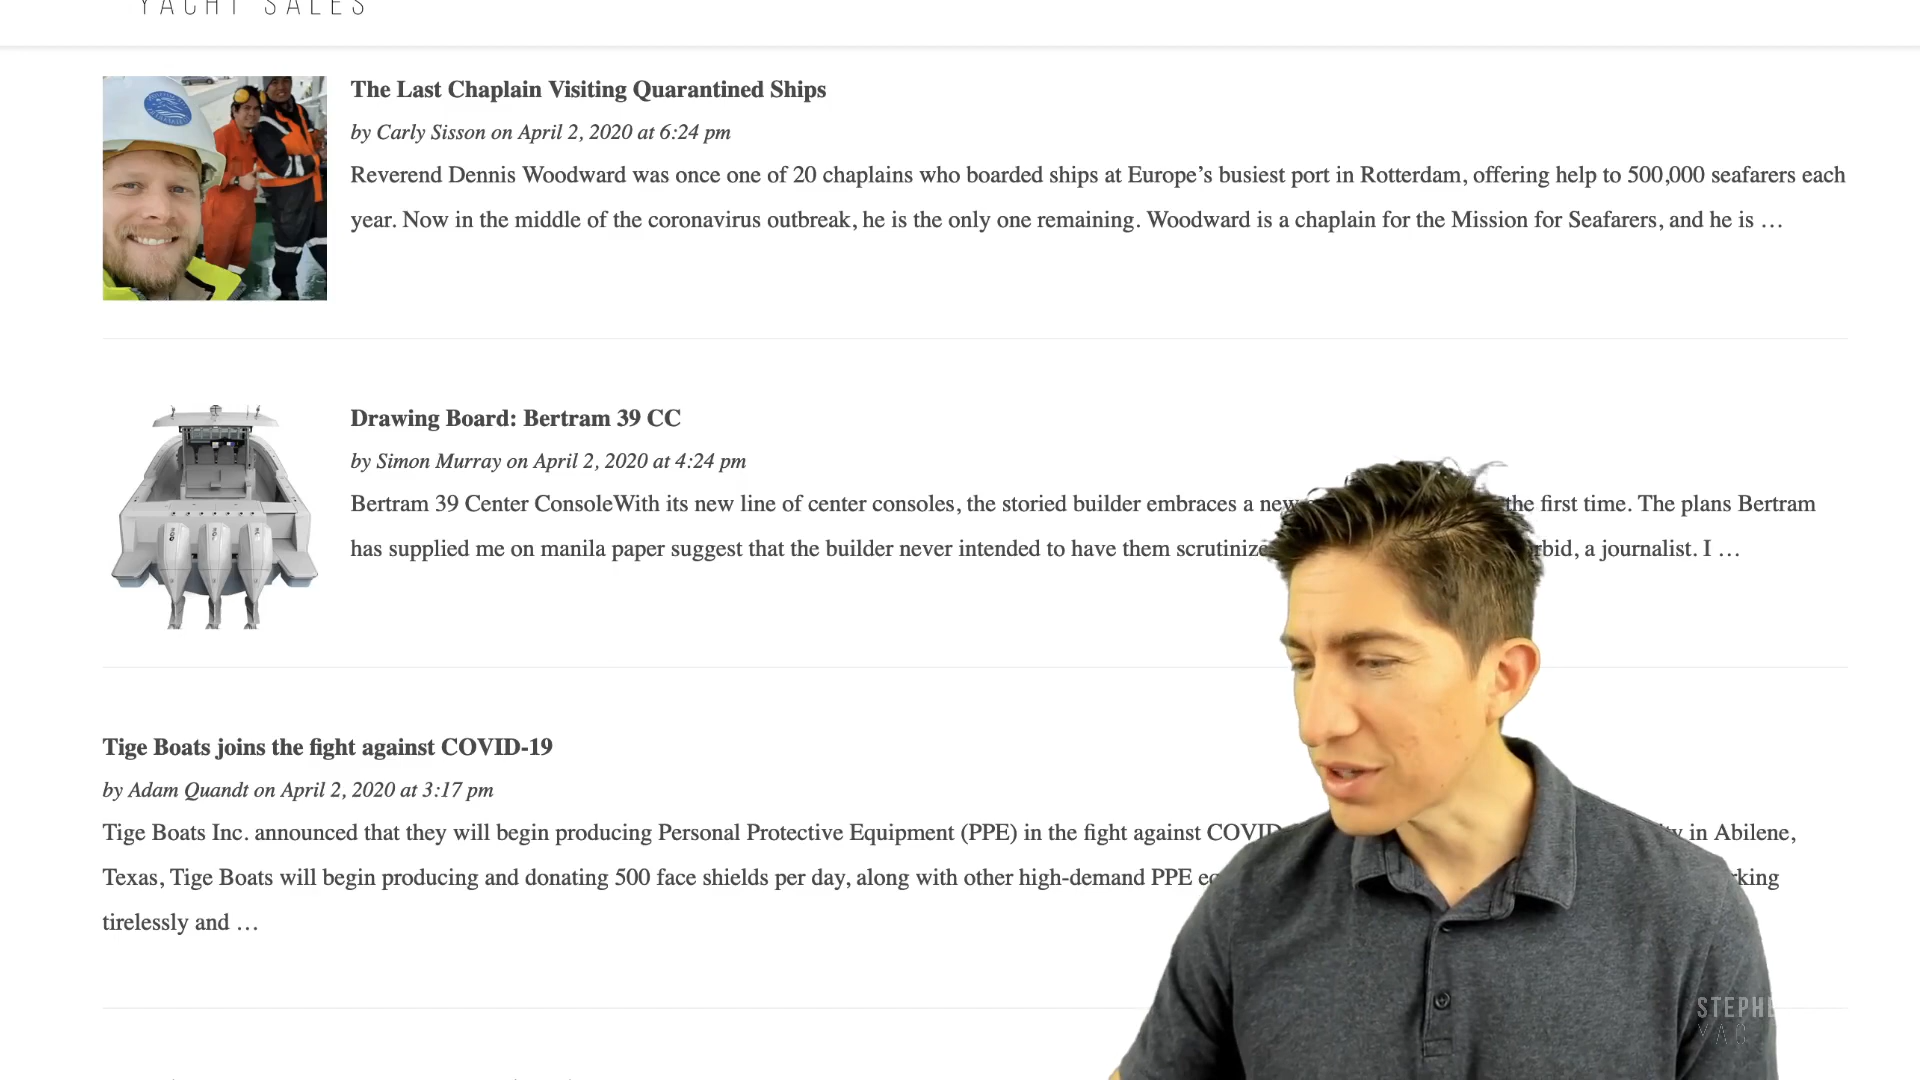 YACHT SALES
The Last Chaplain Visiting Quarantined Ships
by Carly Sisson on April 2, 2020 at 6:24 pm
Reverend Dennis Woodward was once one of 20 chaplains who boarded ships at Europe’s busiest port in Rotterdam, offering help to 500,000 seafarers each
year. Now in the middle of the coronavirus outbreak, he is the only one remaining. Woodward is a chaplain for the Mission for Seafarers, and he is …
Drawing Board: Bertram 39 CC
by Simon Murray on April 2, 2020 at 4:24 pm
Bertram 39 Center ConsoleWith its new line of center consoles, the storied builder embraces a new the first time. The plans Bertram
has supplied me on manila paper suggest that the builder never intended to have them scrutinize rbid, a journalist. I …
Tige Boats joins the fight against COVID-19
by Adam Quandt on April 2, 2020 at 3:17 pm
Tige Boats Inc. announced that they will begin producing Personal Protective Equipment (PPE) in the fight against COVID in Abilene,
Texas, Tige Boats will begin producing and donating 500 face shields per day, along with other high-demand PPE rking
tirelessly and …
STEPHE
YAC